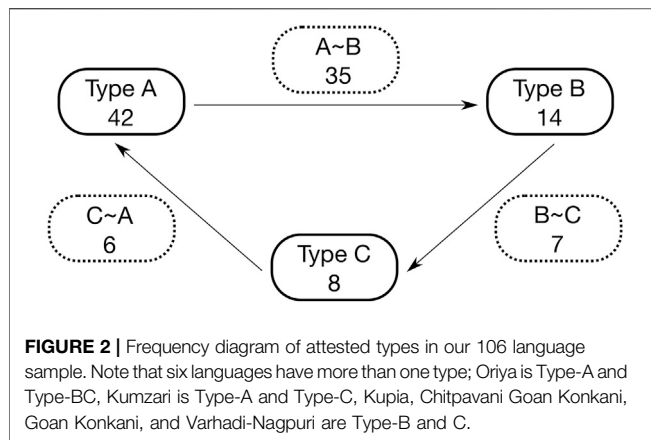 A~B
35
Type A
42
Type B
14
C~A
6
B~C
7
Type C
8
FIGURE 2 | Frequency diagram of attested types in our 106 language
sample. Note that six languages have more than one type; Oriya is Type-A and
Type-BC, Kumzari is Type-A and Type-C, Kupia, Chitpavani Goan Konkani,
Goan Konkani, and Varhadi-Nagpuri are Type-B and C.